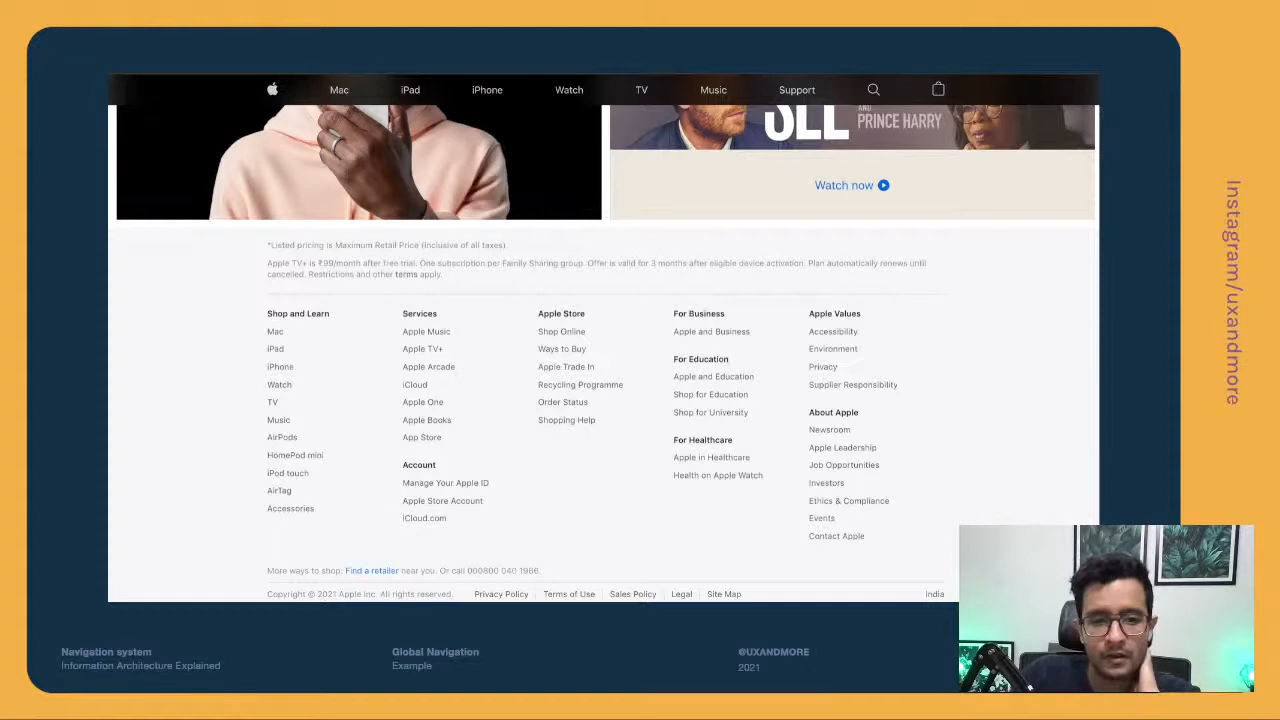 Mac iPad iPhone Watch TV Music Support
SEE
AND
PRINCE HARRY
Watch now
*Listed pricing is Maximum Retail Price (inclusive of all taxes).
Apple TV+ is ₹99/month after free trial. One subscription per Family Sharing group. Offer is valid for 3 months after eligible device activation. Plan automatically renews until
cancelled. Restrictions and other terms apply.
Shop and Learn
Mac
iPad
iPhone
Watch
TV
Music
AirPods
HomePod mini
iPod touch
AirTag
Accessories
Services
Apple Music
Apple TV+
Apple Arcade
iCloud
Apple One
Apple Books
App Store
Account
Manage Your Apple ID
Apple Store Account
iCloud.com
Apple Store
Shop Online
Ways to Buy
Apple Trade In
Recycling Programme
Order Status
Shopping Help
For Business
Apple and Business
For Education
Apple and Education
Shop for Education
Shop for University
For Healthcare
Apple in Healthcare
Health on Apple Watch
Apple Values
Accessibility
Environment
Privacy
Supplier Responsibility
About Apple
Newsroom
Apple Leadership
Job Opportunities
Investors
Ethics & Compliance
Events
Contact Apple
More ways to shop: Find a retailer near you. Or call 000800 040 1966.
Copyright © 2021 Apple Inc. All rights reserved. Privacy Policy Terms of Use Sales Policy Legal Site Map India
Instagram/uxandmore
Navigation system
Information Architecture Explained
Global Navigation
Example
@UXANDMORE
2021